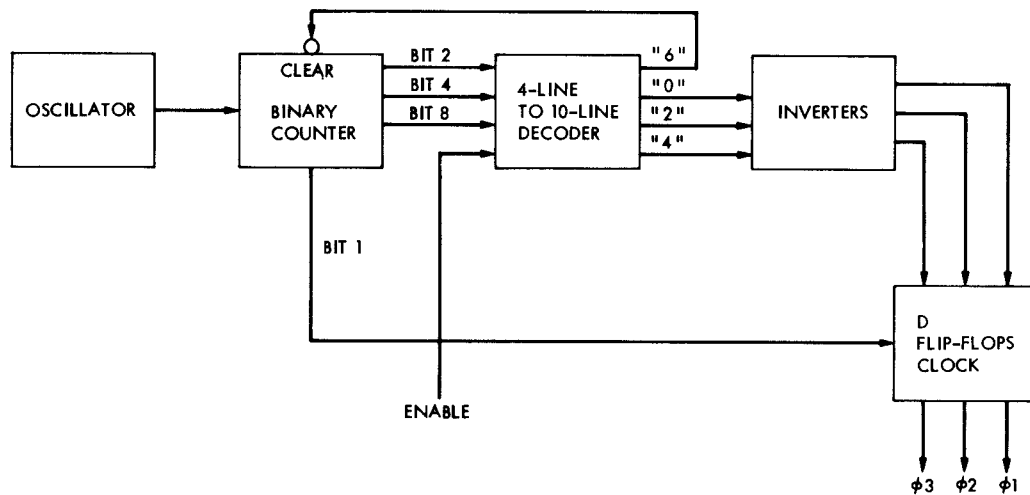 OSCILLATOR
CLEAR
BINARY
COUNTER
BIT 2
BIT 4
BIT 8
BIT 1
4-LINE
TO 10-LINE
DECODER
"6"
"0"
"2"
"4"
INVERTERS
ENABLE
D
FLIP-FLOPS
CLOCK
ϕ3 ϕ2 ϕ1